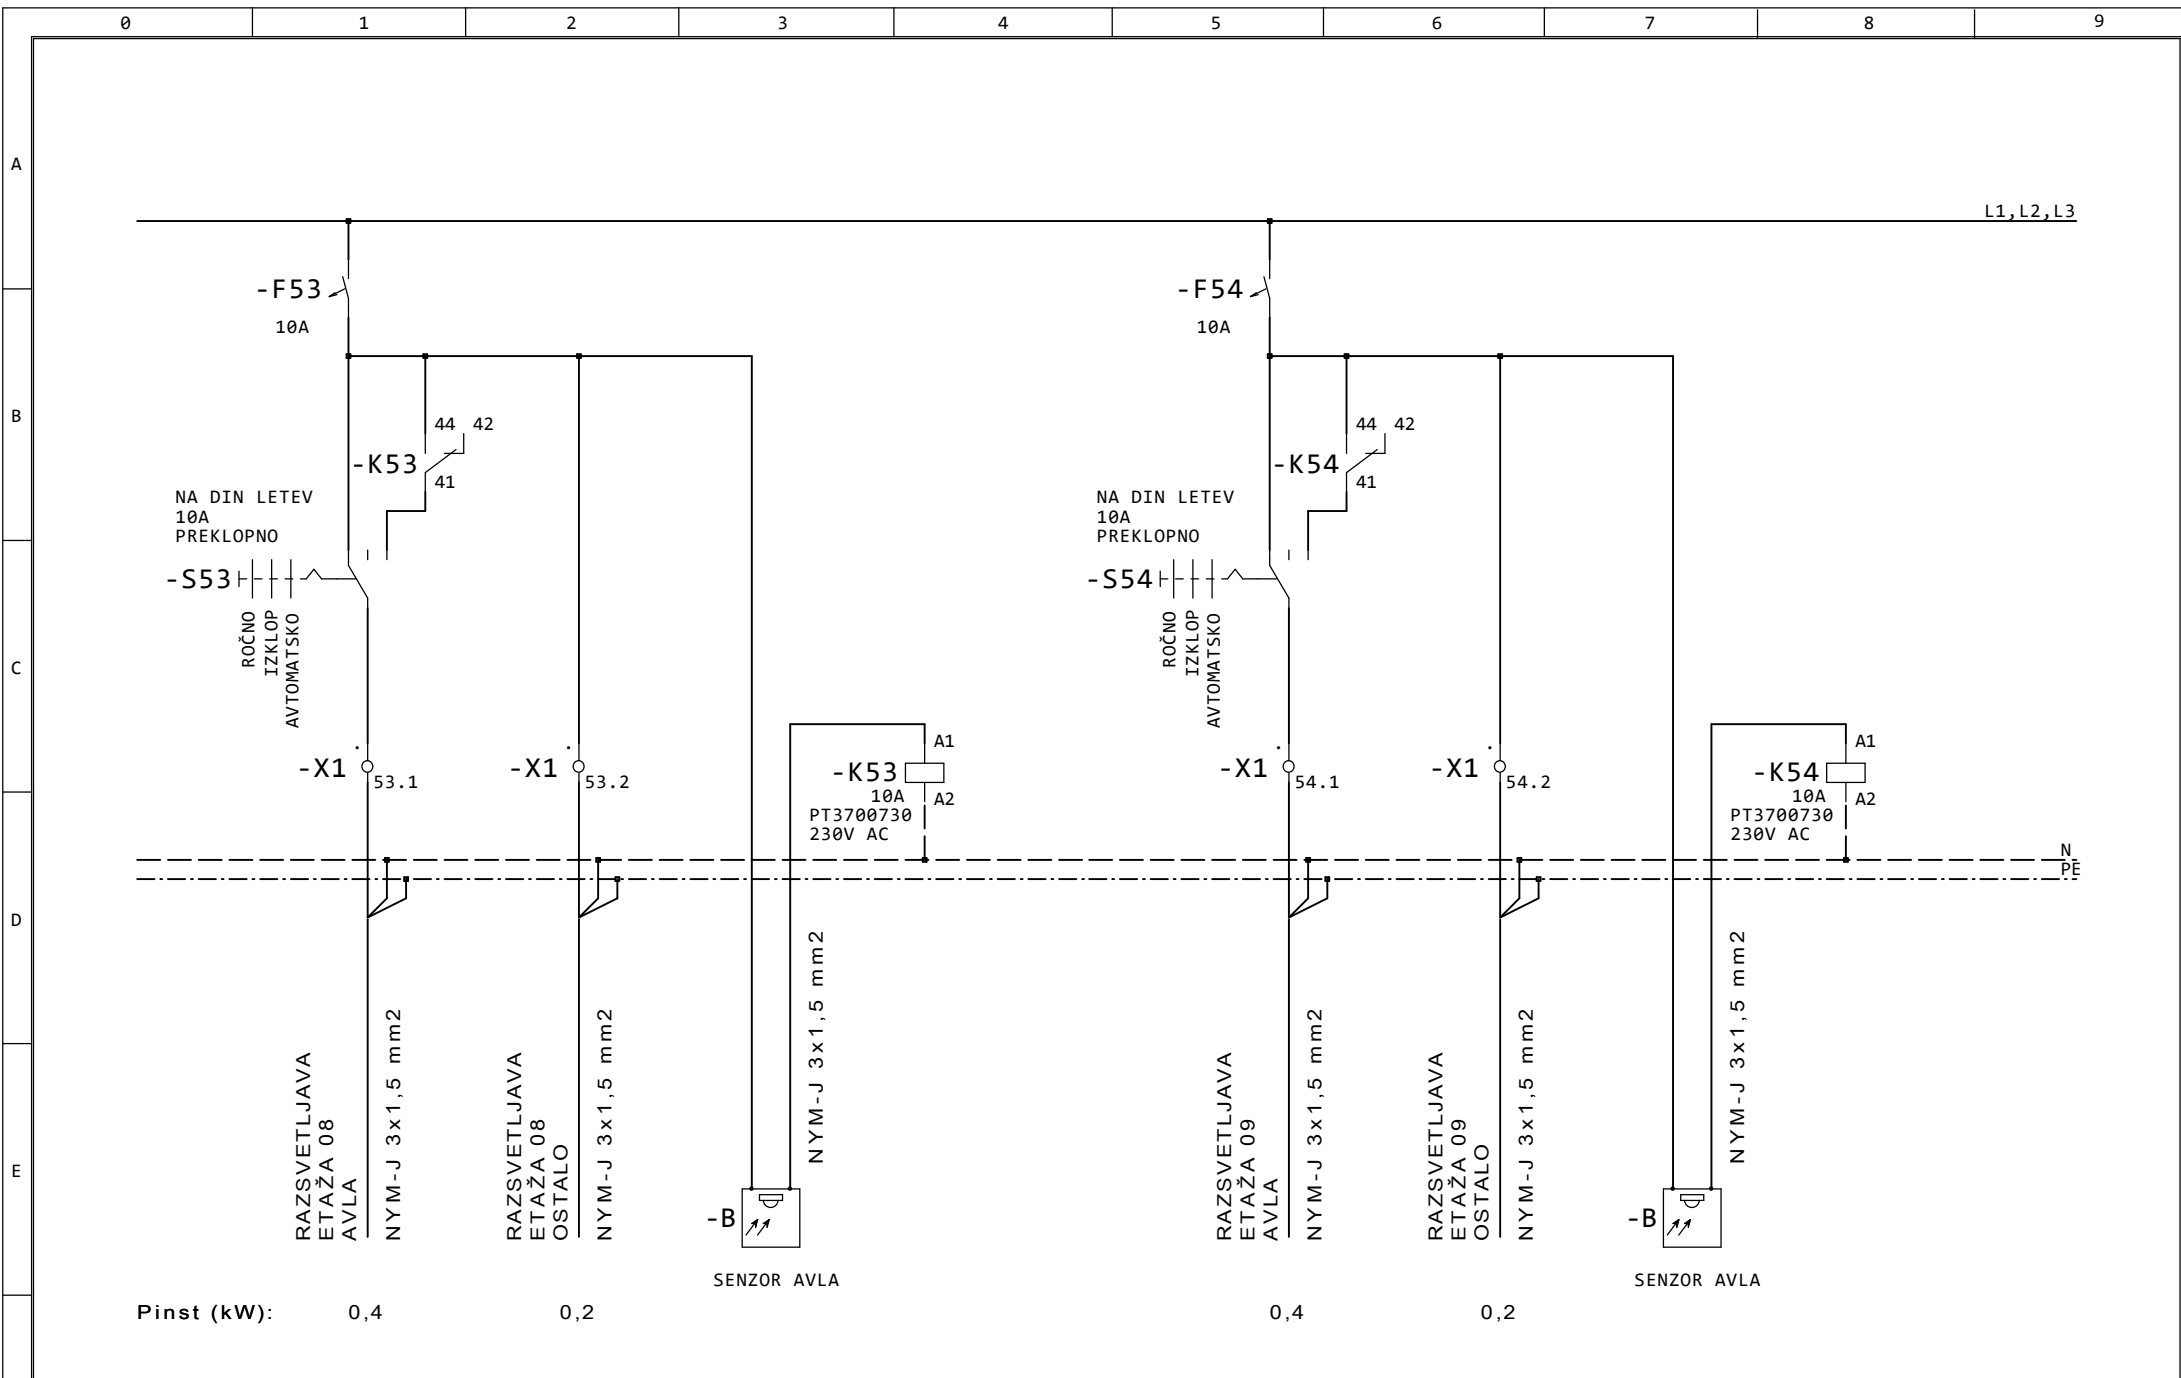 0 1 2 3 4 5 6 7 8 9
A
B
C
D
E
L1,L2,L3
-F53
10A
44 42
-K53
41
NA DIN LETEV
10A
PREKLOPNO
-S53
ROČNO
IZKLOP
AVTOMATSKO
-X1
53.1
-X1
53.2
A1
-K53
10A
A2
PT3700730
230V AC
RAZSVETLJAVA
ETAŽA 08
AVLA
NYM-J 3x1,5 mm2
RAZSVETLJAVA
ETAŽA 08
OSTALO
NYM-J 3x1,5 mm2
NYM-J 3x1,5 mm2
-B
SENZOR AVLA
-F54
10A
44 42
-K54
41
NA DIN LETEV
10A
PREKLOPNO
-S54
ROČNO
IZKLOP
AVTOMATSKO
-X1
54.1
-X1
54.2
A1
-K54
10A
A2
PT3700730
230V AC
N
PE
RAZSVETLJAVA
ETAŽA 09
AVLA
NYM-J 3x1,5 mm2
RAZSVETLJAVA
ETAŽA 09
OSTALO
NYM-J 3x1,5 mm2
NYM-J 3x1,5 mm2
-B
SENZOR AVLA
Pinst (kW): 0,4 0,2 0,4 0,2